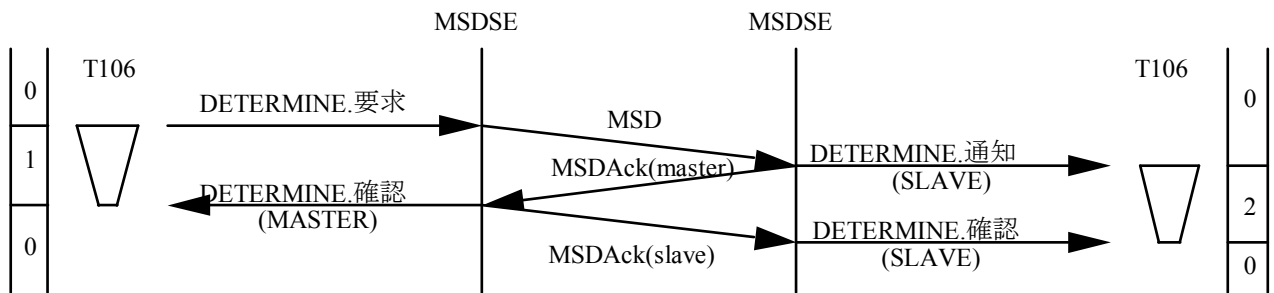 MSDSE
MSDSE
T106
T106
0
0
DETERMINE.要求
MSD
1
DETERMINE.通知
(SLAVE)
MSDAck(master)
DETERMINE.確認
(MASTER)
2
0
MSDAck(slave)
DETERMINE.確認
(SLAVE)
0